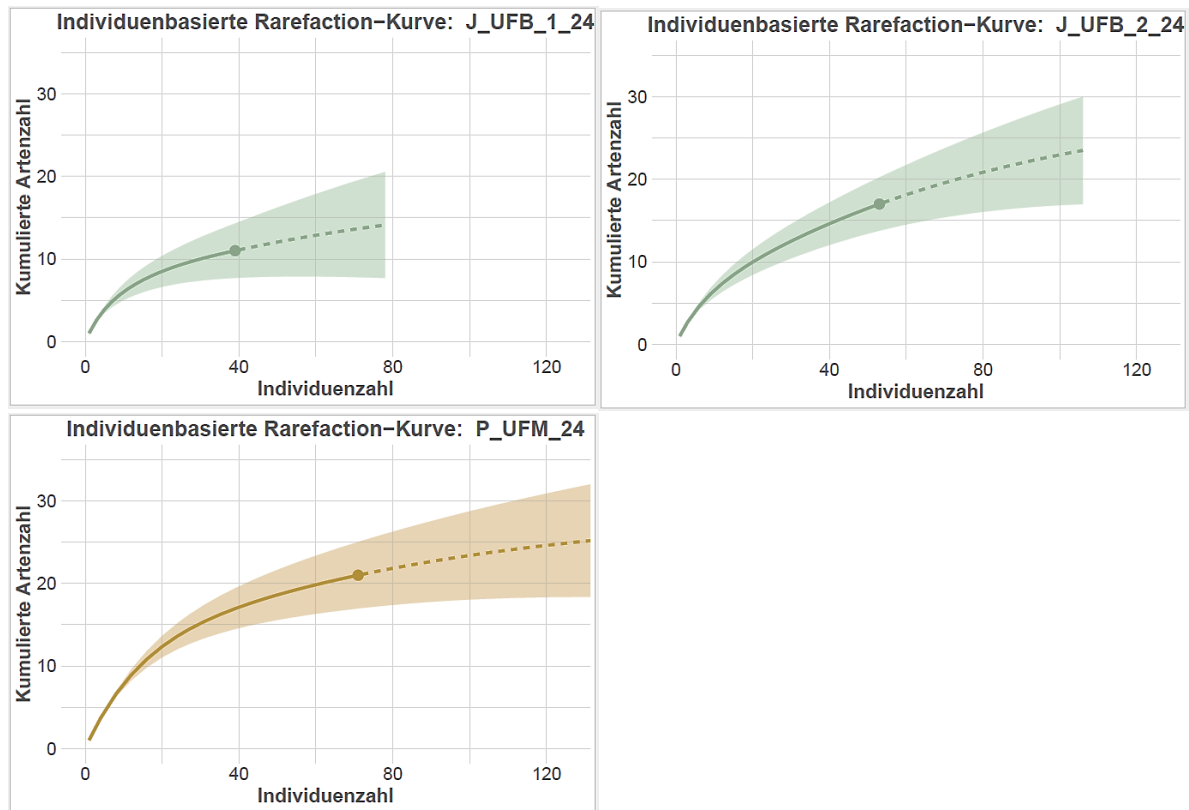 Individuenbasierte Rarefaction−Kurve: J_UFB_1_24
Kumulierte Artenzahl
30
20
10
0
0 40 80 120
Individuenzahl
Individuenbasierte Rarefaction−Kurve: J_UFB_2_24
Kumulierte Artenzahl
30
20
10
0
0 40 80 120
Individuenzahl
Individuenbasierte Rarefaction−Kurve: P_UFM_24
Kumulierte Artenzahl
30
20
10
0
0 40 80 120
Individuenzahl